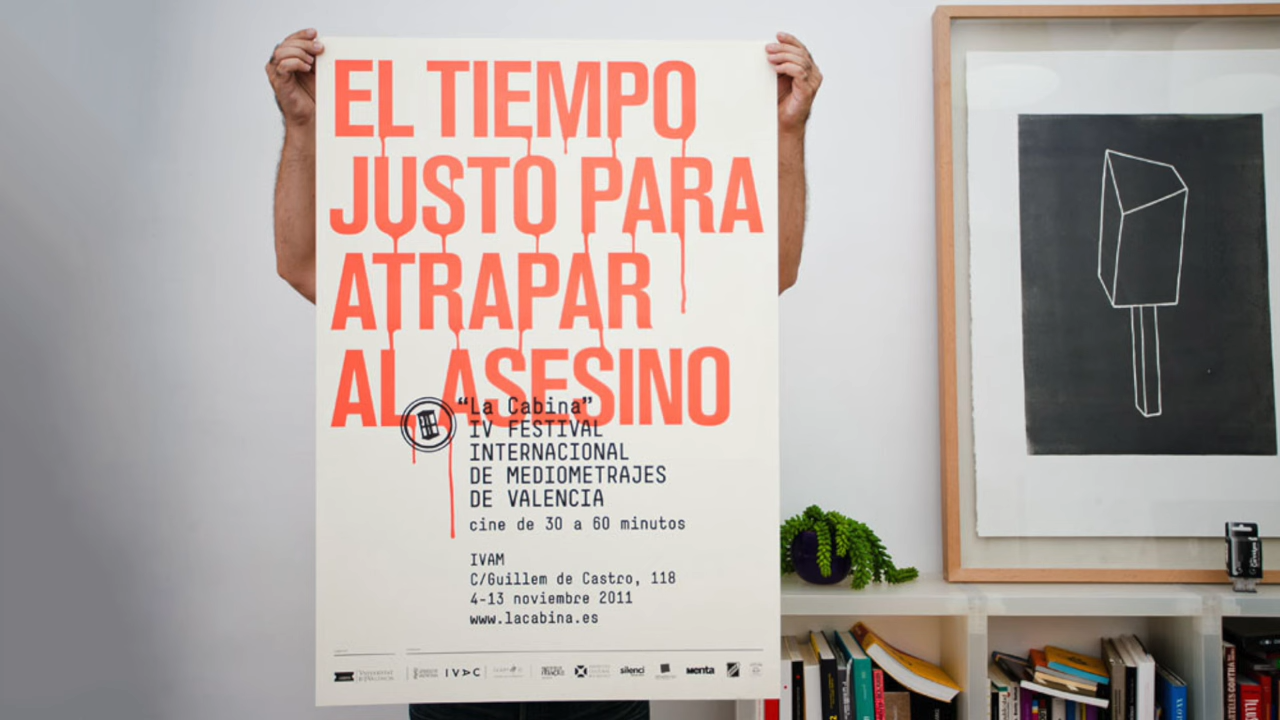 EL TIEMPO
JUSTO PARA
ATRAPAR
AL ASESINO
“La Cabina”
IV FESTIVAL
INTERNACIONAL
DE MEDIOMETRAJES
DE VALENCIA
cine de 30 a 60 minutos
IVAM
C/Guillem de Castro, 118
4-13 noviembre 2011
www.lacabina.es
IVAC
silenci
menta